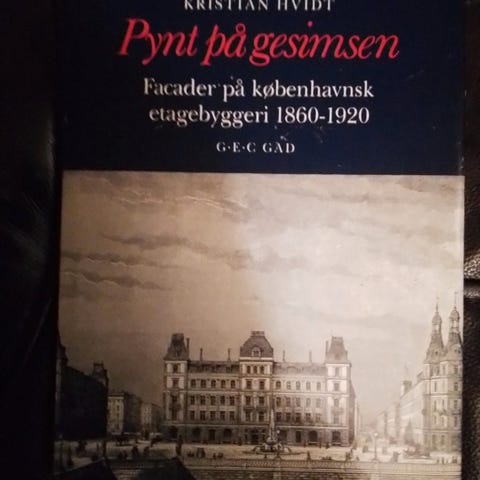 KRISTIAN HVIDT
Pynt på gesimsen
Facader på københavnsk
etagebyggeri 1860-1920
G·E·C GAD